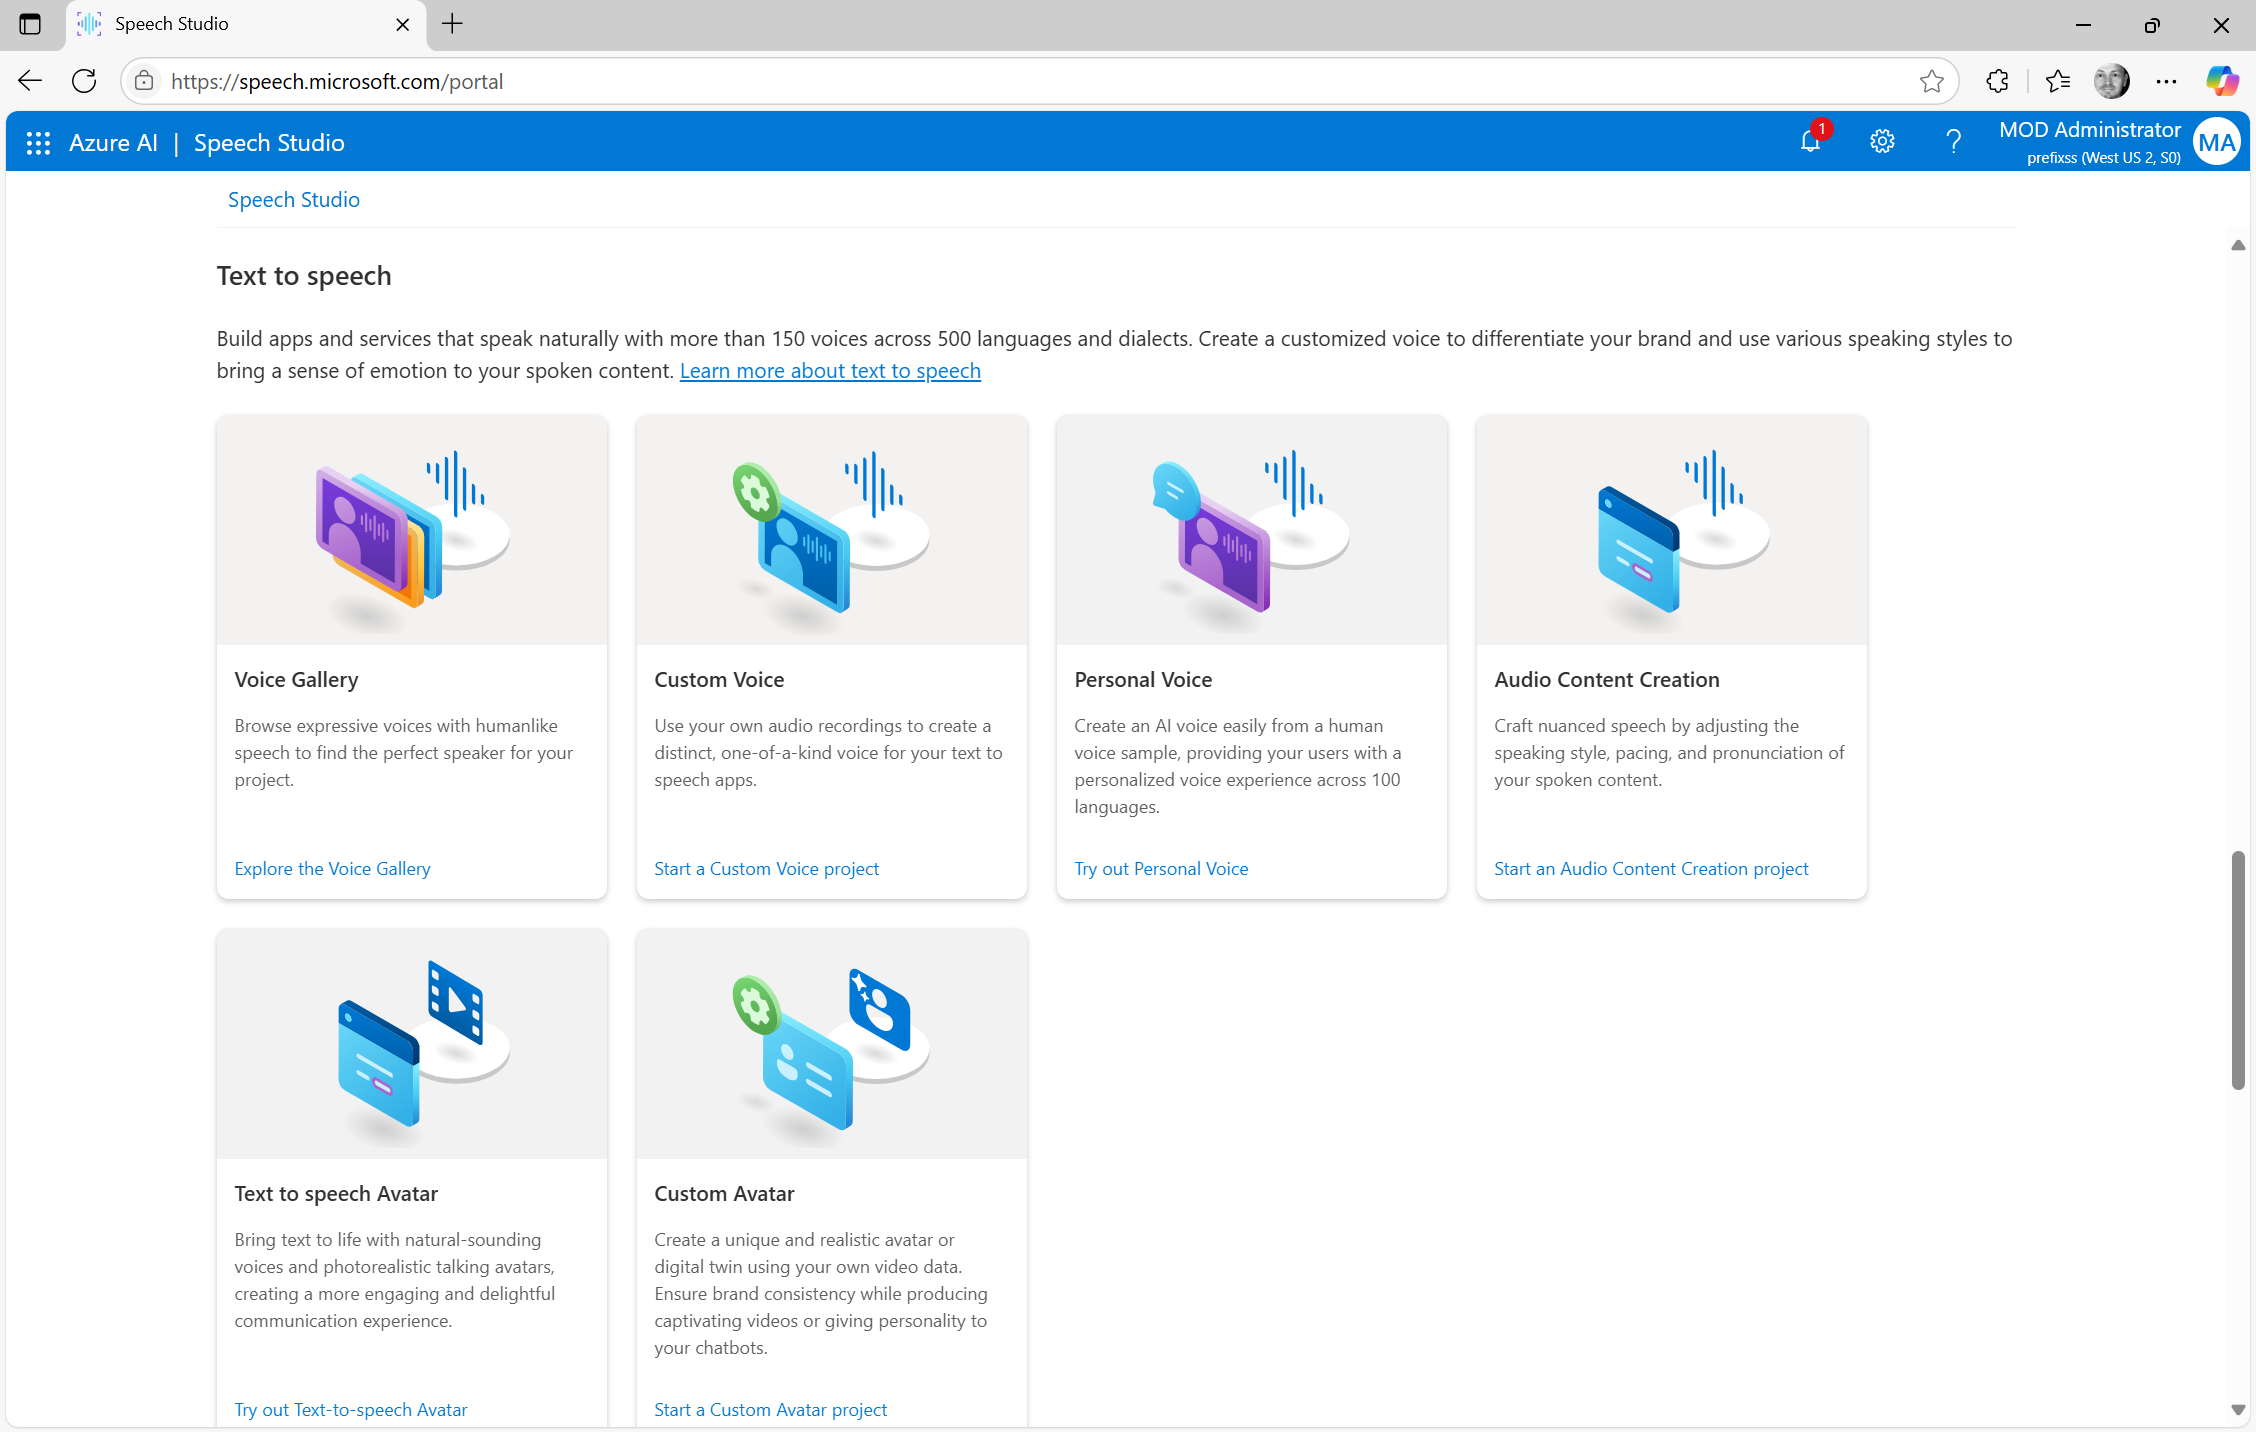 Speech Studio
https://speech.microsoft.com/portal
Azure AI | Speech Studio
1
MOD Administrator
prefixss (West US 2, S0)
MA
Speech Studio
Text to speech
Build apps and services that speak naturally with more than 150 voices across 500 languages and dialects. Create a customized voice to differentiate your brand and use various speaking styles to
bring a sense of emotion to your spoken content. Learn more about text to speech
Voice Gallery
Browse expressive voices with humanlike
speech to find the perfect speaker for your
project.
Explore the Voice Gallery
Custom Voice
Use your own audio recordings to create a
distinct, one-of-a-kind voice for your text to
speech apps.
Start a Custom Voice project
Personal Voice
Create an AI voice easily from a human
voice sample, providing your users with a
personalized voice experience across 100
languages.
Try out Personal Voice
Audio Content Creation
Craft nuanced speech by adjusting the
speaking style, pacing, and pronunciation of
your spoken content.
Start an Audio Content Creation project
Text to speech Avatar
Bring text to life with natural-sounding
voices and photorealistic talking avatars,
creating a more engaging and delightful
communication experience.
Try out Text-to-speech Avatar
Custom Avatar
Create a unique and realistic avatar or
digital twin using your own video data.
Ensure brand consistency while producing
captivating videos or giving personality to
your chatbots.
Start a Custom Avatar project